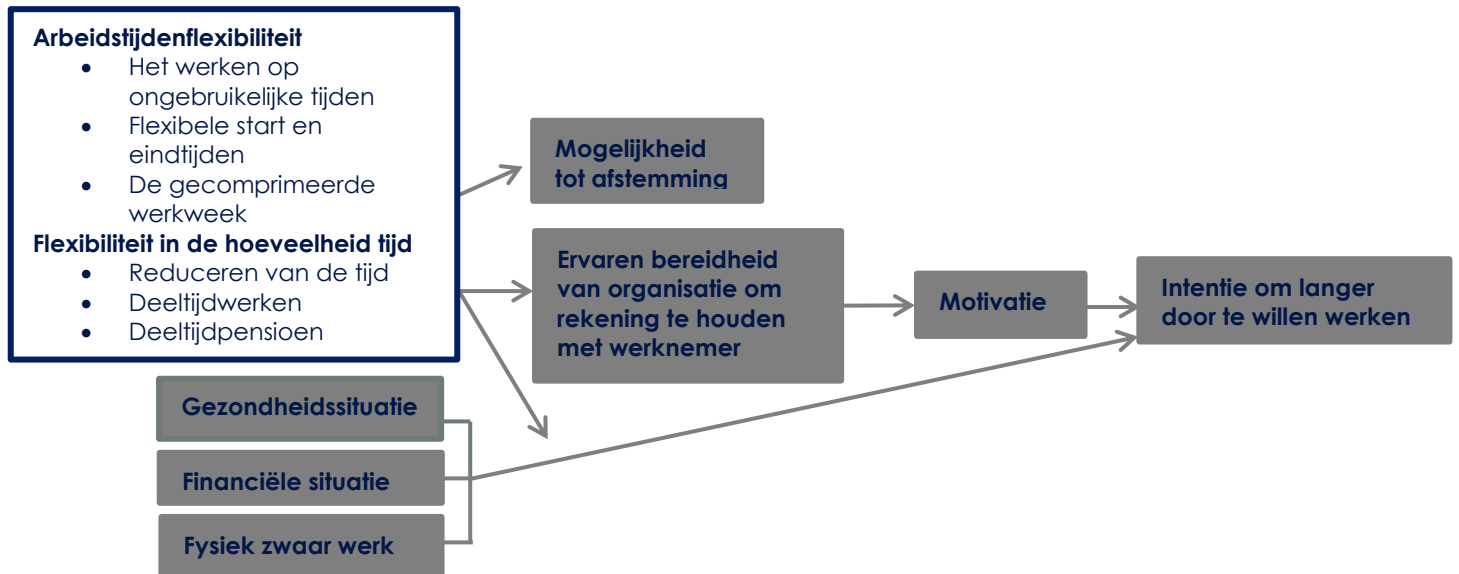 Arbeidstijdenflexibiliteit
• Het werken op
ongebruikelijke tijden
• Flexibele start en
eindtijden
• De gecomprimeerde
werkweek
Flexibiliteit in de hoeveelheid tijd
• Reduceren van de tijd
• Deeltijdwerken
• Deeltijdpensioen
Mogelijkheid
tot afstemming
Ervaren bereidheid
van organisatie om
rekening te houden
met werknemer
Motivatie
Intentie om langer
door te willen werken
Gezondheidssituatie
Financiële situatie
Fysiek zwaar werk